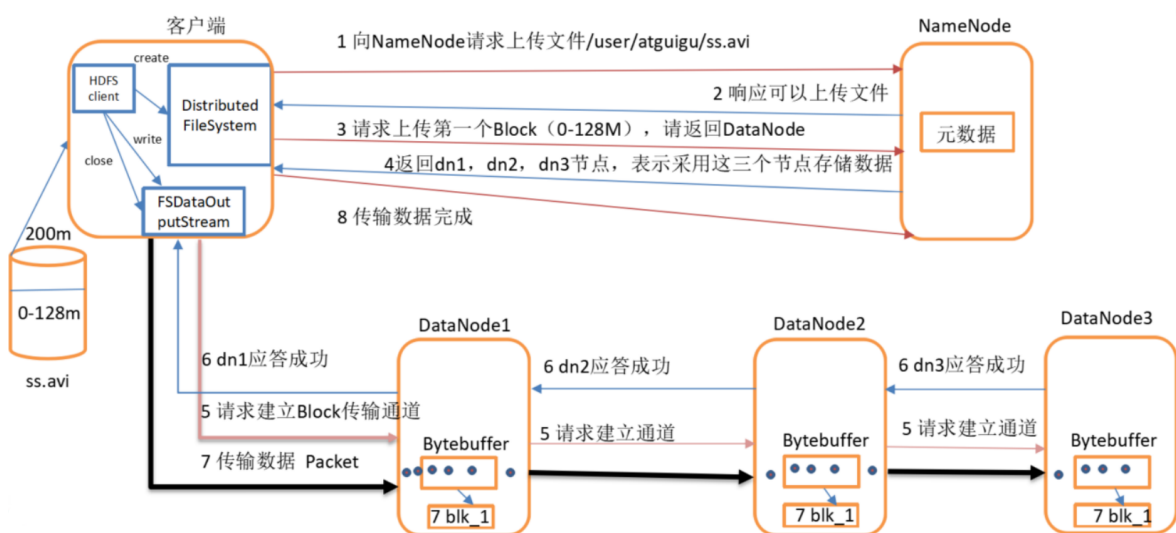 客户端
NameNode
1 向NameNode请求上传文件/user/atguigu/ss.avi
create
HDFS
client
Distributed
FileSystem
2 响应可以上传文件
3 请求上传第一个Block（0-128M），请返回DataNode
元数据
write
close
4返回dn1，dn2，dn3节点，表示采用这三个节点存储数据
FSDataOut
putStream
8 传输数据完成
200m
0-128m
ss.avi
DataNode1
DataNode2
DataNode3
6 dn1应答成功
6 dn2应答成功
6 dn3应答成功
5 请求建立Block传输通道
5 请求建立通道
5 请求建立通道
Bytebuffer
Bytebuffer
Bytebuffer
7 传输数据 Packet
7 blk_1
7 blk_1
7 blk_1